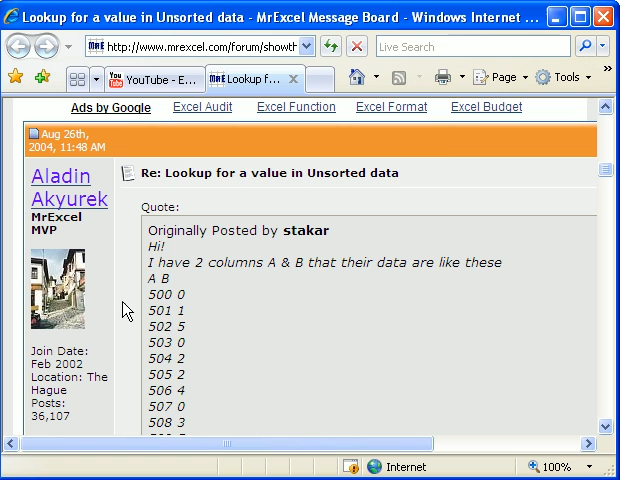 Lookup for a value in Unsorted data - MrExcel Message Board - Windows Internet ...
MrE http://www.mrexcel.com/forum/showth
Live Search
You Tube YouTube - E... MrE Lookup f...
Page Tools »
Ads by Google Excel Audit Excel Function Excel Format Excel Budget
Aug 26th,
2004, 11:48 AM
Aladin
Akyurek
MrExcel
MVP
Join Date:
Feb 2002
Location: The
Hague
Posts:
36,107
Re: Lookup for a value in Unsorted data
Quote:
Originally Posted by stakar
Hi!
I have 2 columns A & B that their data are like these
A B
500 0
501 1
502 5
503 0
504 2
505 2
506 4
507 0
508 3
Internet 100%